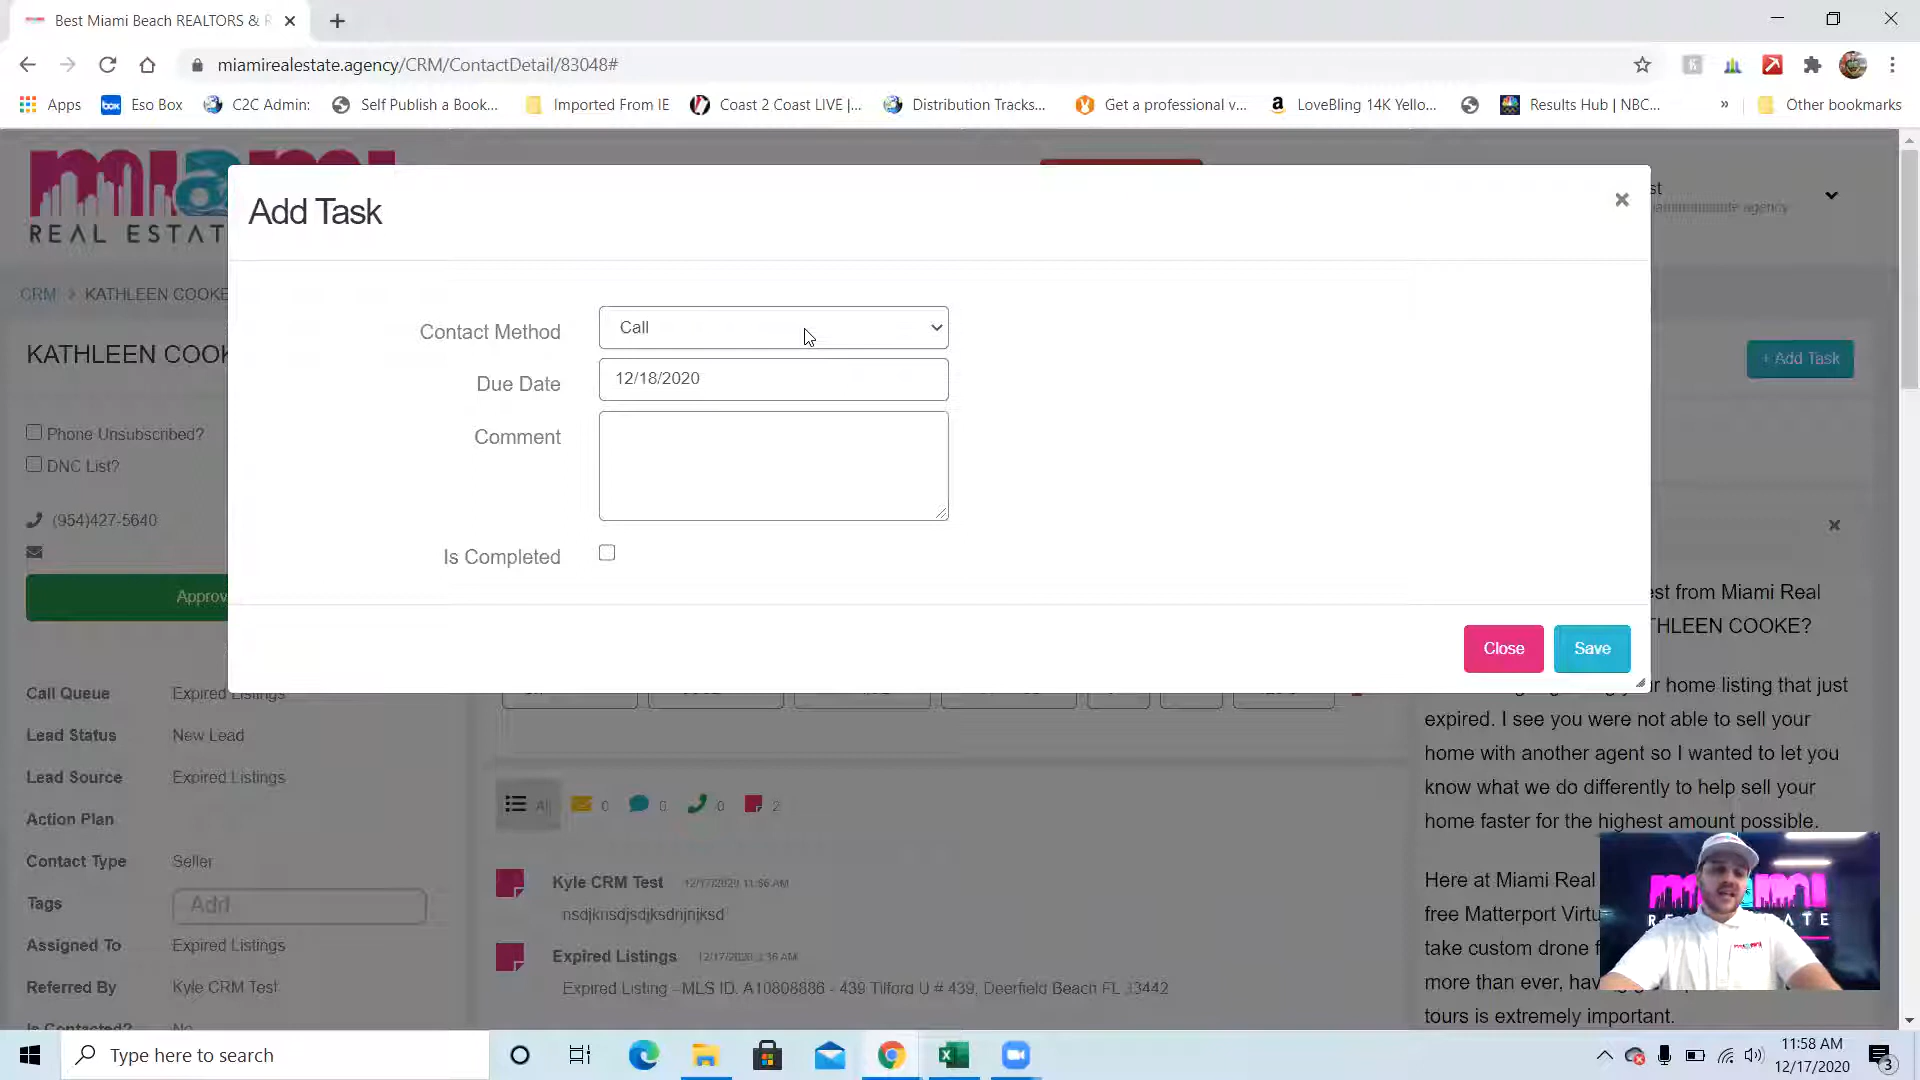 Best Miami Beach REALTORS & R
miamirealestate.agency/CRM/ContactDetail/83048#
Apps
Eso Box
C2C Admin:
Self Publish a Book...
Imported From IE
Coast 2 Coast LIVE |...
Distribution Tracks...
Get a professional v...
LoveBling 14K Yello...
Results Hub | NBC...
»
Other bookmarks
REAL ESTAT
Add Task
×
CRM > KATHLEEN COOKE
KATHLEEN COOK
+ Add Task
Contact Method
Call
Due Date
12/18/2020
Comment
Is Completed
Close
Save
Phone Unsubscribed?
DNC List?
(954)427-5640
Approv
Call Queue
Expired Listings
Lead Status
New Lead
Lead Source
Expired Listings
Action Plan
Contact Type
Seller
Tags
Add
Assigned To
Expired Listings
Referred By
Kyle CRM Test
Is Contacted?
No
All
0
0
0
2
Kyle CRM Test
12/17/2020 11:56 AM
Expired Listings
Expired Listing - MLS ID. A10808886 - 439 Tilford U # 439, Deerfield Beach FL 33442
est from Miami Real
THLEEN COOKE?
r home listing that just
expired. I see you were not able to sell your
home with another agent so I wanted to let you
know what we do differently to help sell your
home faster for the highest amount possible.
Here at Miami Real
free Matterport Virtu
take custom drone f
more than ever, hav
tours is extremely important.
Type here to search
11:58 AM
12/17/2020
3